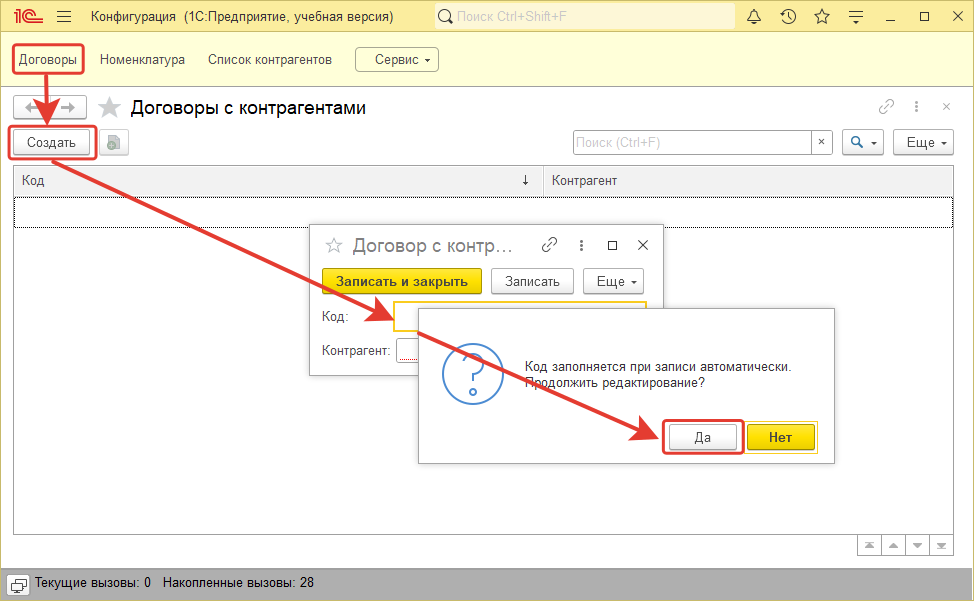 1С Конфигурация (1С:Предприятие, учебная версия) Поиск Ctrl+Shift+F
Договоры Номенклатура Список контрагентов Сервис
Договоры с контрагентами
Создать Поиск (Ctrl+F) × Еще
Код ↓ Контрагент
Договор с контр...
Записать и закрыть Записать Еще
Код:
Контрагент:
Код заполняется при записи автоматически.
Продолжить редактирование?
Да Нет
Текущие вызовы: 0 Накопленные вызовы: 28